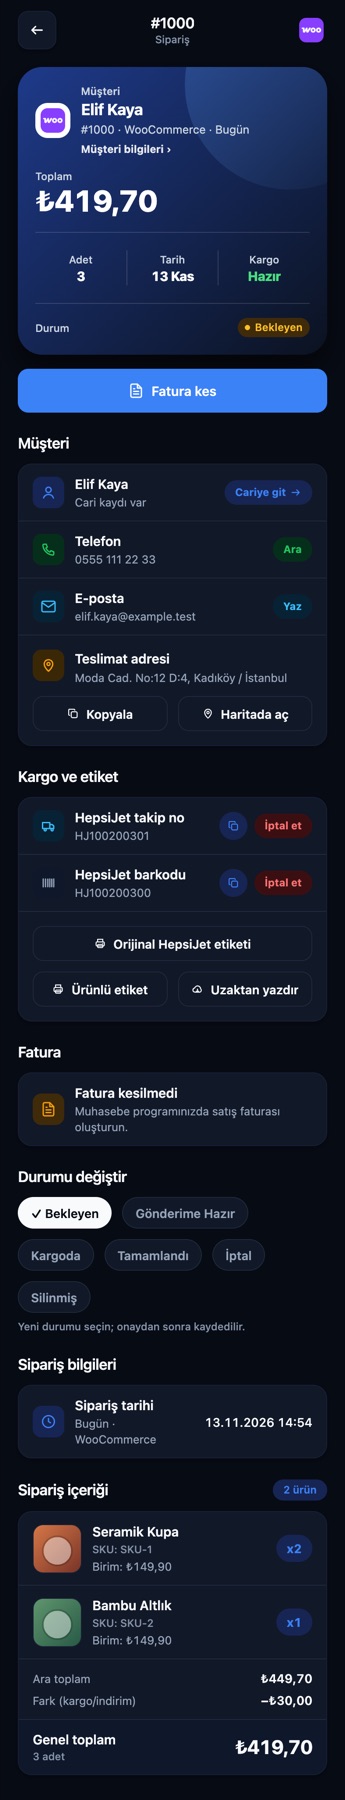 #1000
Sipariş
woo
Müşteri
woo
Elif Kaya
#1000 · WooCommerce · Bugün
Müşteri bilgileri ›
Toplam
₺419,70
Adet
3
Tarih
13 Kas
Kargo
Hazır
Durum
Bekleyen
Fatura kes
Müşteri
Elif Kaya
Cari kaydı var
Cariye git →
Telefon
0555 111 22 33
Ara
E-posta
elif.kaya@example.test
Yaz
Teslimat adresi
Moda Cad. No:12 D:4, Kadıköy / İstanbul
Kopyala
Haritada aç
Kargo ve etiket
HepsiJet takip no
HJ100200301
İptal et
HepsiJet barkodu
HJ100200300
İptal et
Orijinal HepsiJet etiketi
Ürünlü etiket
Uzaktan yazdır
Fatura
Fatura kesilmedi
Muhasebe programınızda satış faturası
oluşturun.
Durumu değiştir
✓ Bekleyen
Gönderime Hazır
Kargoda
Tamamlandı
İptal
Silinmiş
Yeni durumu seçin; onaydan sonra kaydedilir.
Sipariş bilgileri
Sipariş tarihi
Bugün ·
WooCommerce
13.11.2026 14:54
Sipariş içeriği
2 ürün
Seramik Kupa
SKU: SKU-1
Birim: ₺149,90
x2
Bambu Altlık
SKU: SKU-2
Birim: ₺149,90
x1
Ara toplam
₺449,70
Fark (kargo/indirim)
−₺30,00
Genel toplam
3 adet
₺419,70